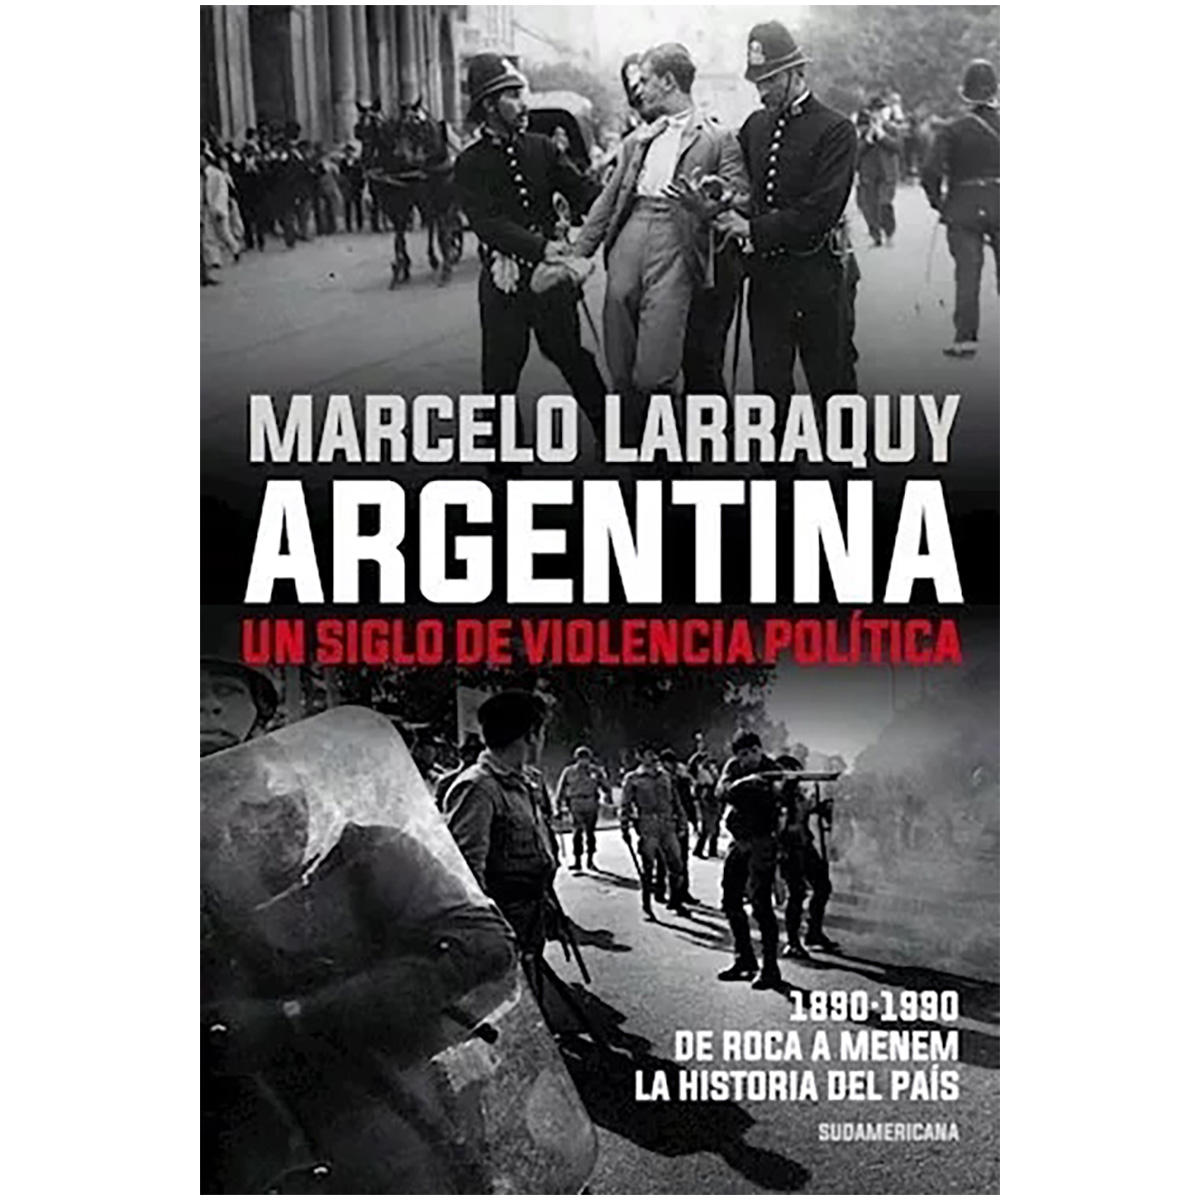 MARCELO LARRAQUY
ARGENTINA
UN SIGLO DE VIOLENCIA POLÍTICA
1890·1990
DE ROCA A MENEM
LA HISTORIA DEL PAÍS
SUDAMERICANA